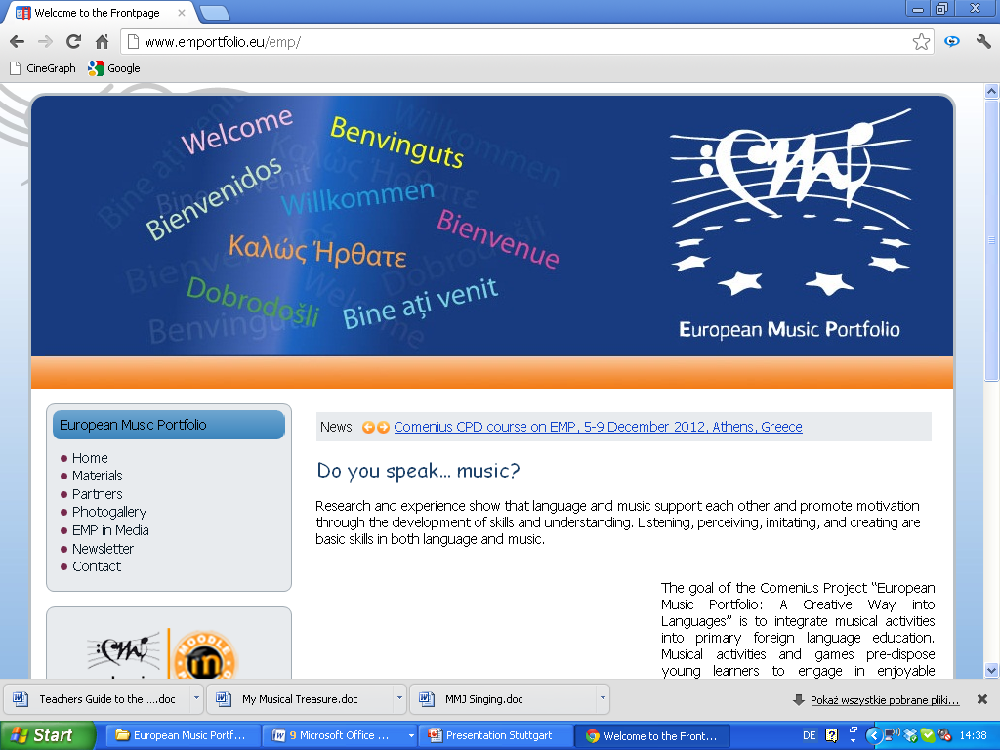 Welcome to the Frontpage
www.emportfolio.eu/emp/
CineGraph
Google
Welcome
Benvinguts
Bienvenidos
Willkommen
Bienvenue
Καλώς Ήρθατε
Dobrodošli
Bine ați venit
European Music Portfolio
European Music Portfolio
Home
Materials
Partners
Photogallery
EMP in Media
Newsletter
Contact
News Comenius CPD course on EMP, 5-9 December 2012, Athens, Greece
Do you speak... music?
Research and experience show that language and music support each other and promote motivation
through the development of skills and understanding. Listening, perceiving, imitating, and creating are
basic skills in both language and music.
The goal of the Comenius Project “European
Music Portfolio: A Creative Way into
Languages” is to integrate musical activities
into primary foreign language education.
Musical activities and games pre-dispose
young learners to engage in enjoyable
MOODLE
m
Teachers Guide to the ....doc
My Musical Treasure.doc
MMJ Singing.doc
Pokaż wszystkie pobrane pliki...
Start
European Music Portf...
9 Microsoft Office ...
Presentation Stuttgart
Welcome to the Front...
DE
14:38